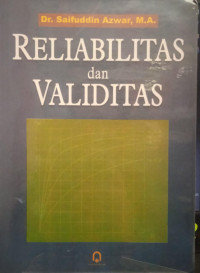 Dr. Saifuddin Azwar, M.A.
RELIABILITAS
dan
VALIDITAS